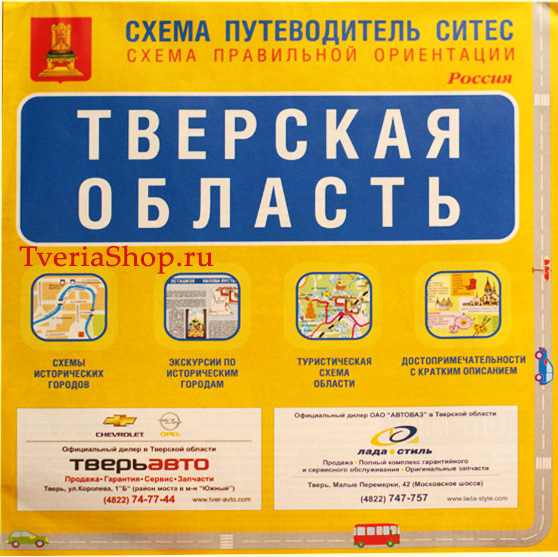 СХЕМА ПУТЕВОДИТЕЛЬ СИТЕС
СХЕМА ПРАВИЛЬНОЙ ОРИЕНТАЦИИ
Россия
ТВЕРСКАЯ
ОБЛАСТЬ
TveriaShop.ru
ОСТАШКОВ НИЛОВА ПУСТЬ
СХЕМЫ
ИСТОРИЧЕСКИХ
ГОРОДОВ
ЭКСКУРСИИ ПО
ИСТОРИЧЕСКИМ
ГОРОДАМ
ТУРИСТИЧЕСКАЯ
СХЕМА
ОБЛАСТИ
ДОСТОПРИМЕЧАТЕЛЬНОСТИ
С КРАТКИМ ОПИСАНИЕМ
CHEVROLET OPEL
Официальный дилер в Тверской области
ТВЕРЬАВТО
Продажа•Гарантия•Сервис•Запчасти
Тверь, ул.Королева, 1"Б" (район моста в м-н "Южный")
(4822) 74-77-44 www.tver-avto.com
Официальный дилер ОАО "АВТОВАЗ" в Тверской области
ЛАДА•СТИЛЬ
Продажа • Полный комплекс гарантийного
и сервисного обслуживания • Оригинальные запчасти
Тверь, Малые Перемерки, 42 (Московское шоссе)
(4822) 747-757 www.lada-style.com